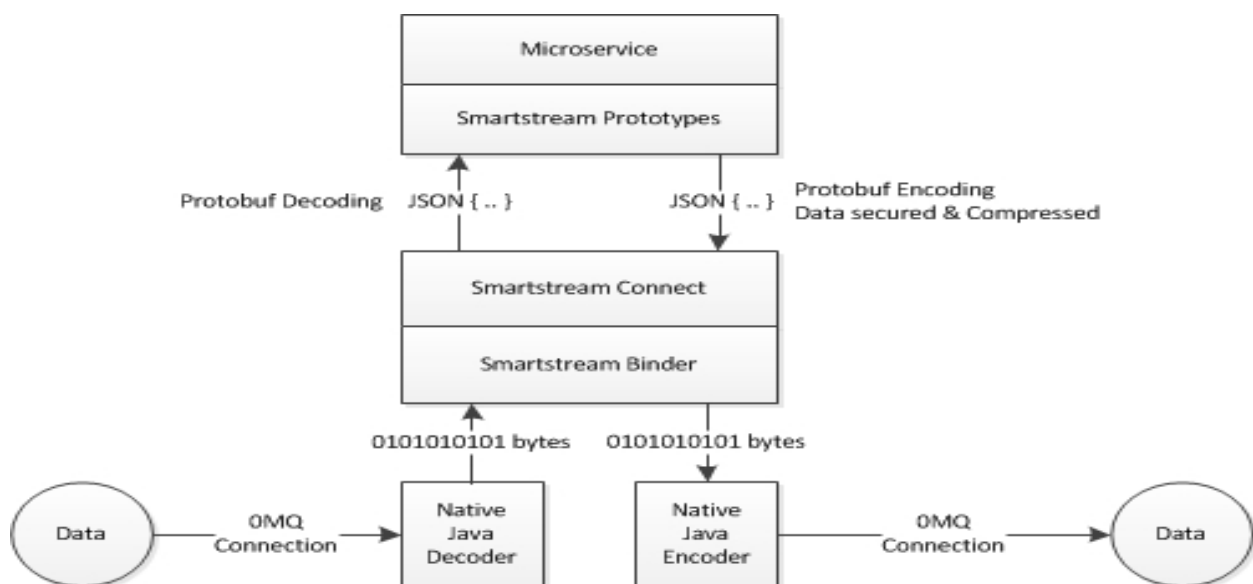 Microservice
Smartstream Prototypes
Protobuf Decoding
JSON { .. }
JSON { .. }
Protobuf Encoding
Data secured & Compressed
Smartstream Connect
Smartstream Binder
0101010101 bytes
0101010101 bytes
Data
0MQ
Connection
Native
Java
Decoder
Native
Java
Encoder
0MQ
Connection
Data